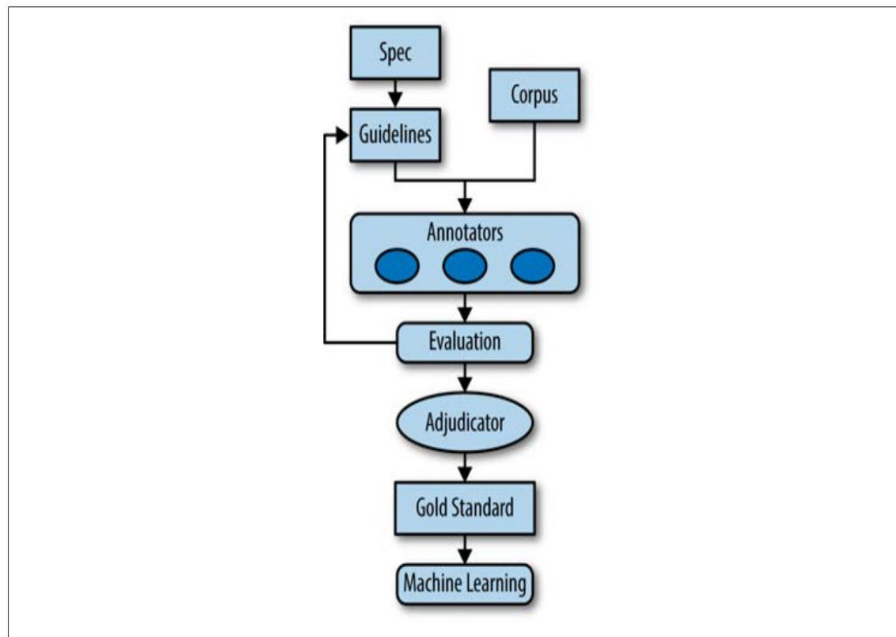 Spec
Corpus
Guidelines
Annotators
Evaluation
Adjudicator
Gold Standard
Machine Learning